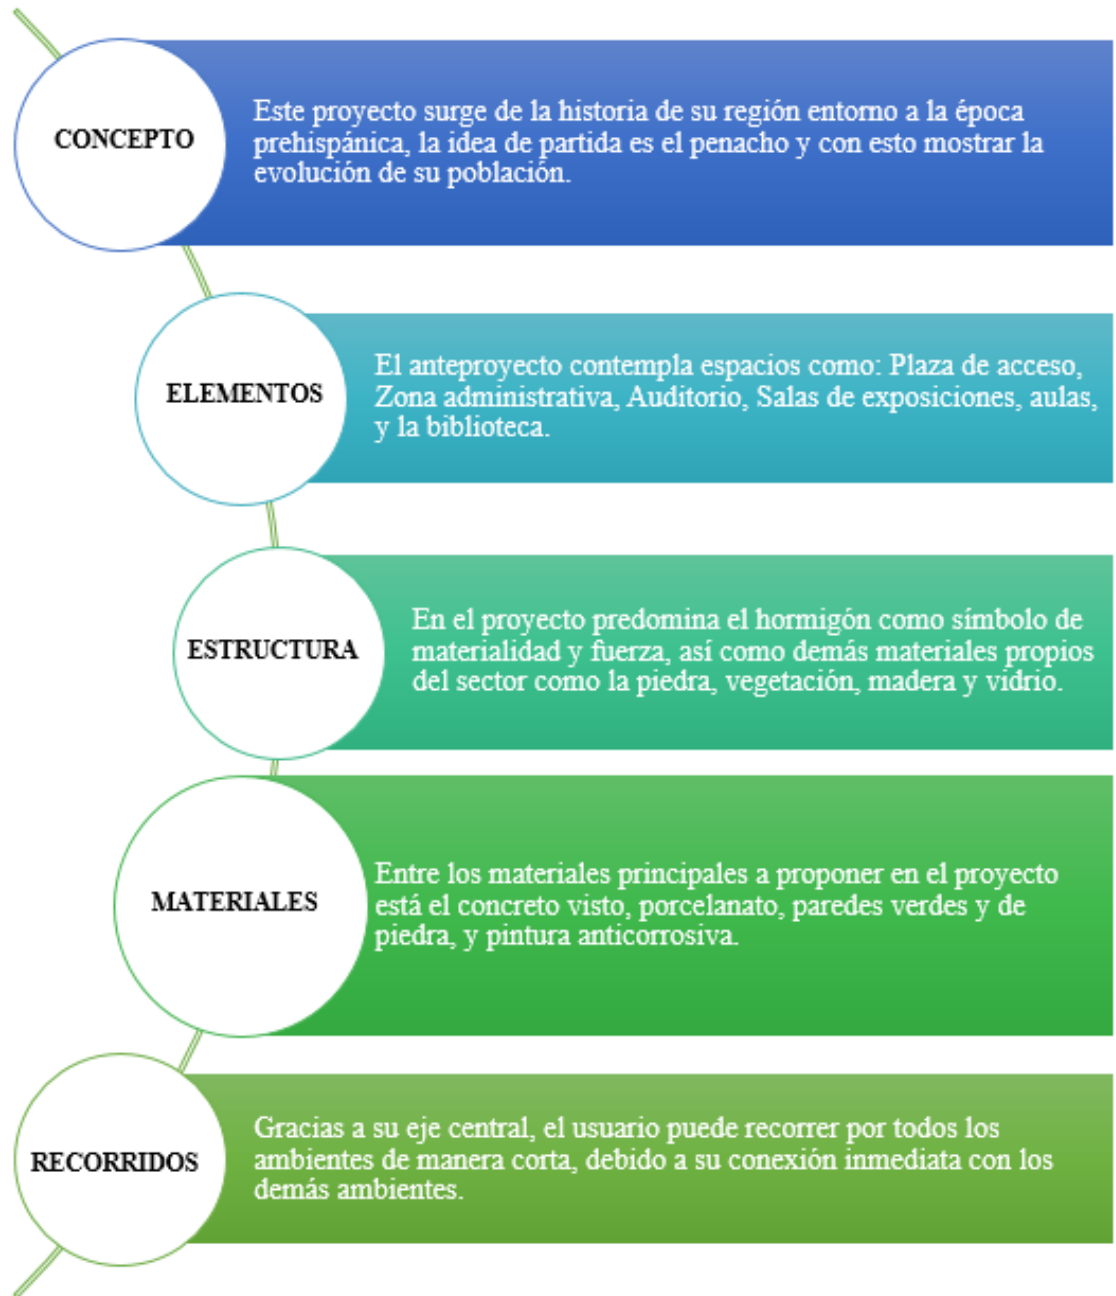 CONCEPTO
Este proyecto surge de la historia de su región entorno a la época
prehispánica, la idea de partida es el penacho y con esto mostrar la
evolución de su población.
ELEMENTOS
El anteproyecto contempla espacios como: Plaza de acceso,
Zona administrativa, Auditorio, Salas de exposiciones, aulas,
y la biblioteca.
ESTRUCTURA
En el proyecto predomina el hormigón como símbolo de
materialidad y fuerza, así como demás materiales propios
del sector como la piedra, vegetación, madera y vidrio.
MATERIALES
Entre los materiales principales a proponer en el proyecto
está el concreto visto, porcelanato, paredes verdes y de
piedra, y pintura anticorrosiva.
RECORRIDOS
Gracias a su eje central, el usuario puede recorrer por todos los
ambientes de manera corta, debido a su conexión inmediata con los
demás ambientes.